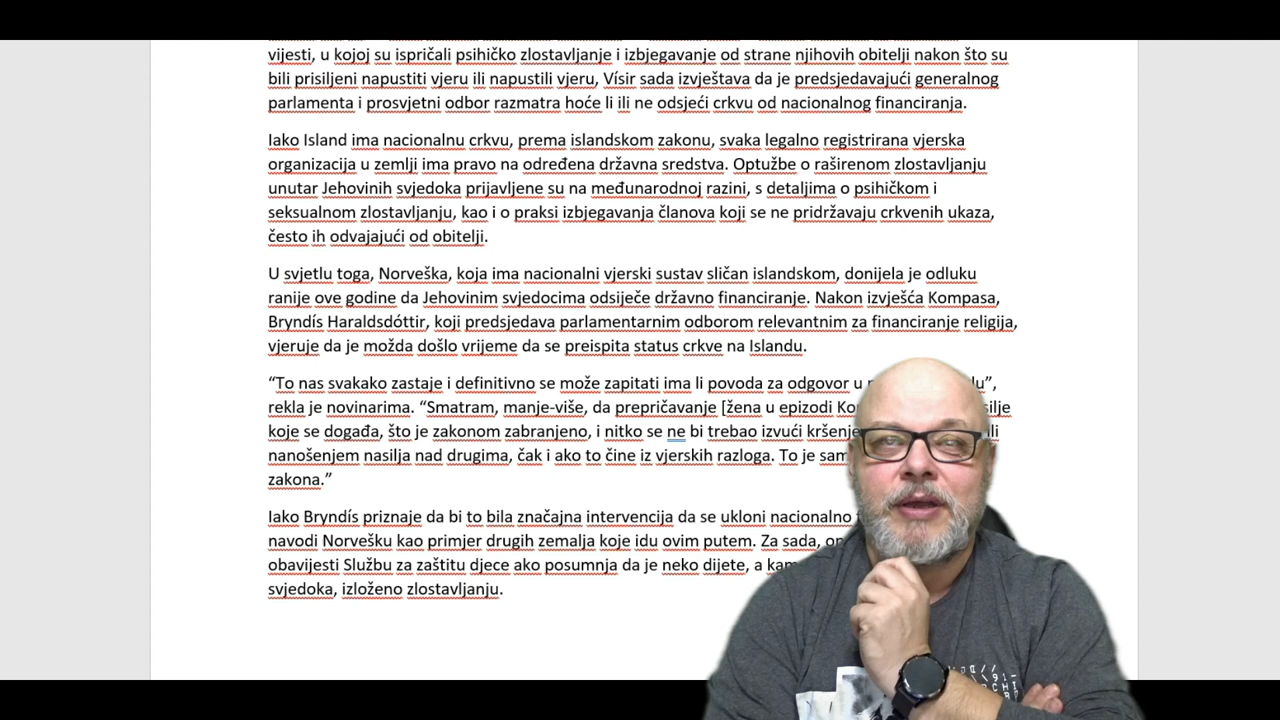 vijesti, u kojoj su ispričali psihičko zlostavljanje i izbjegavanje od strane njihovih obitelji nakon što su
bili prisiljeni napustiti vjeru ili napustili vjeru, Vísir sada izvještava da je predsjedavajući generalnog
parlamenta i prosvjetni odbor razmatra hoće li ili ne odsjeći crkvu od nacionalnog financiranja.
Iako Island ima nacionalnu crkvu, prema islandskom zakonu, svaka legalno registrirana vjerska
organizacija u zemlji ima pravo na određena državna sredstva. Optužbe o raširenom zlostavljanju
unutar Jehovinih svjedoka prijavljene su na međunarodnoj razini, s detaljima o psihičkom i
seksualnom zlostavljanju, kao i o praksi izbjegavanja članova koji se ne pridržavaju crkvenih ukaza,
često ih odvajajući od obitelji.
U svjetlu toga, Norveška, koja ima nacionalni vjerski sustav sličan islandskom, donijela je odluku
ranije ove godine da Jehovinim svjedocima odsiječe državno financiranje. Nakon izvješća Kompasa,
Bryndís Haraldsdóttir, koji predsjedava parlamentarnim odborom relevantnim za financiranje religija,
vjeruje da je možda došlo vrijeme da se preispita status crkve na Islandu.
“To nas svakako zastaje i definitivno se može zapitati ima li povoda za odgovor u
rekla je novinarima. “Smatram, manje-više, da prepričavanje [žena u epizodi
koje se događa, što je zakonom zabranjeno, i nitko se ne bi trebao izvući kršenje ili
nanošenjem nasilja nad drugima, čak i ako to čine iz vjerskih razloga. To je
zakona.”
Iako Bryndís priznaje da bi to bila značajna intervencija da se ukloni nacionalno
navodi Norvešku kao primjer drugih zemalja koje idu ovim putem. Za sada,
obavijesti Službu za zaštitu djece ako posumnja da je neko dijete, a
svjedoka, izloženo zlostavljanju.